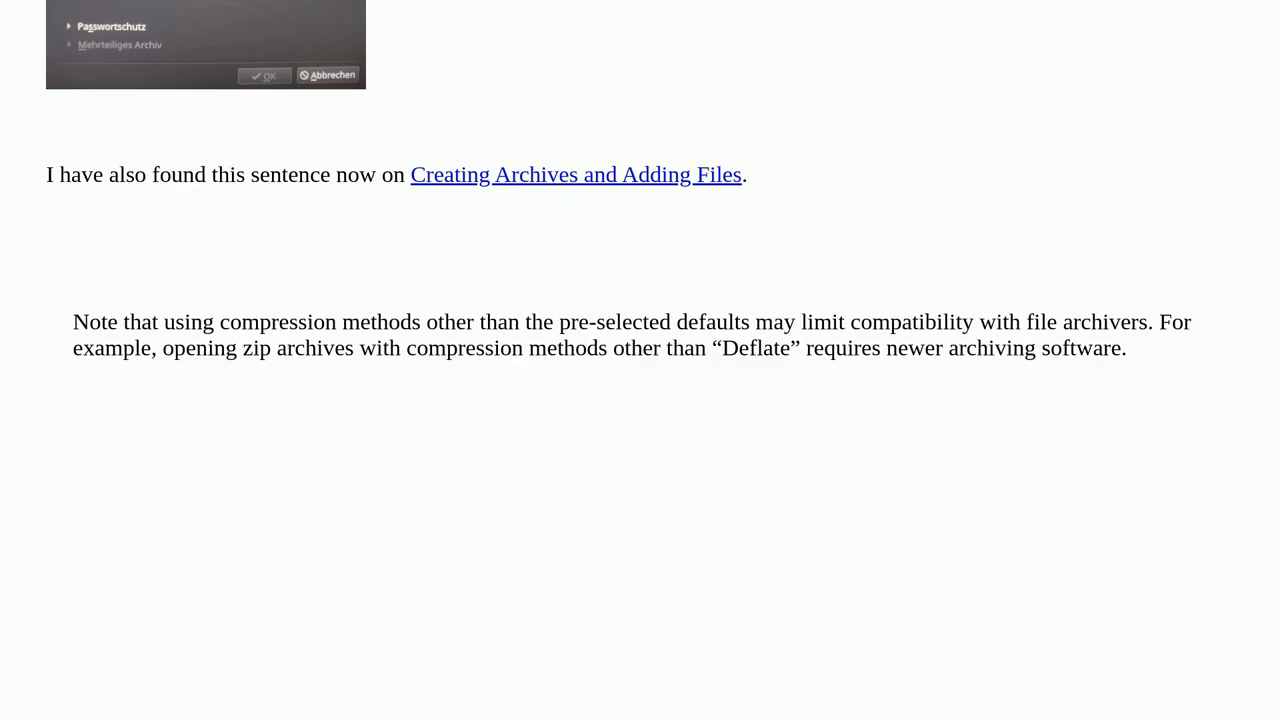 Passwortschutz
Mehrteiliges Archiv
OK
Abbrechen
I have also found this sentence now on Creating Archives and Adding Files.
Note that using compression methods other than the pre-selected defaults may limit compatibility with file archivers. For
example, opening zip archives with compression methods other than “Deflate” requires newer archiving software.